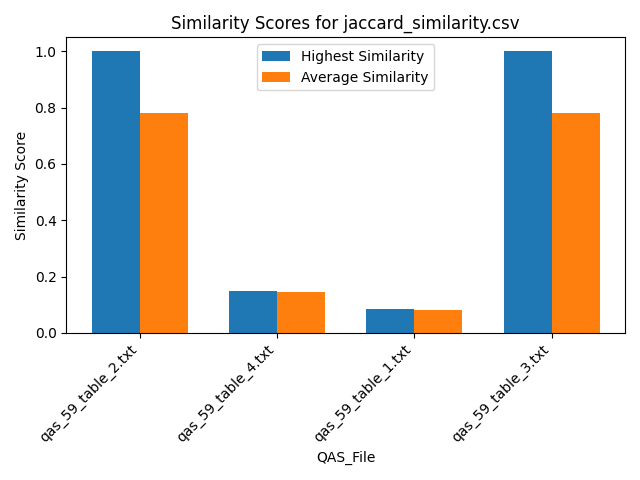 Similarity Scores for jaccard_similarity.csv
Highest Similarity
Average Similarity
Similarity Score
1.0
0.8
0.6
0.4
0.2
0.0
qas_59_table_2.txt
qas_59_table_4.txt
qas_59_table_1.txt
qas_59_table_3.txt
QAS_File